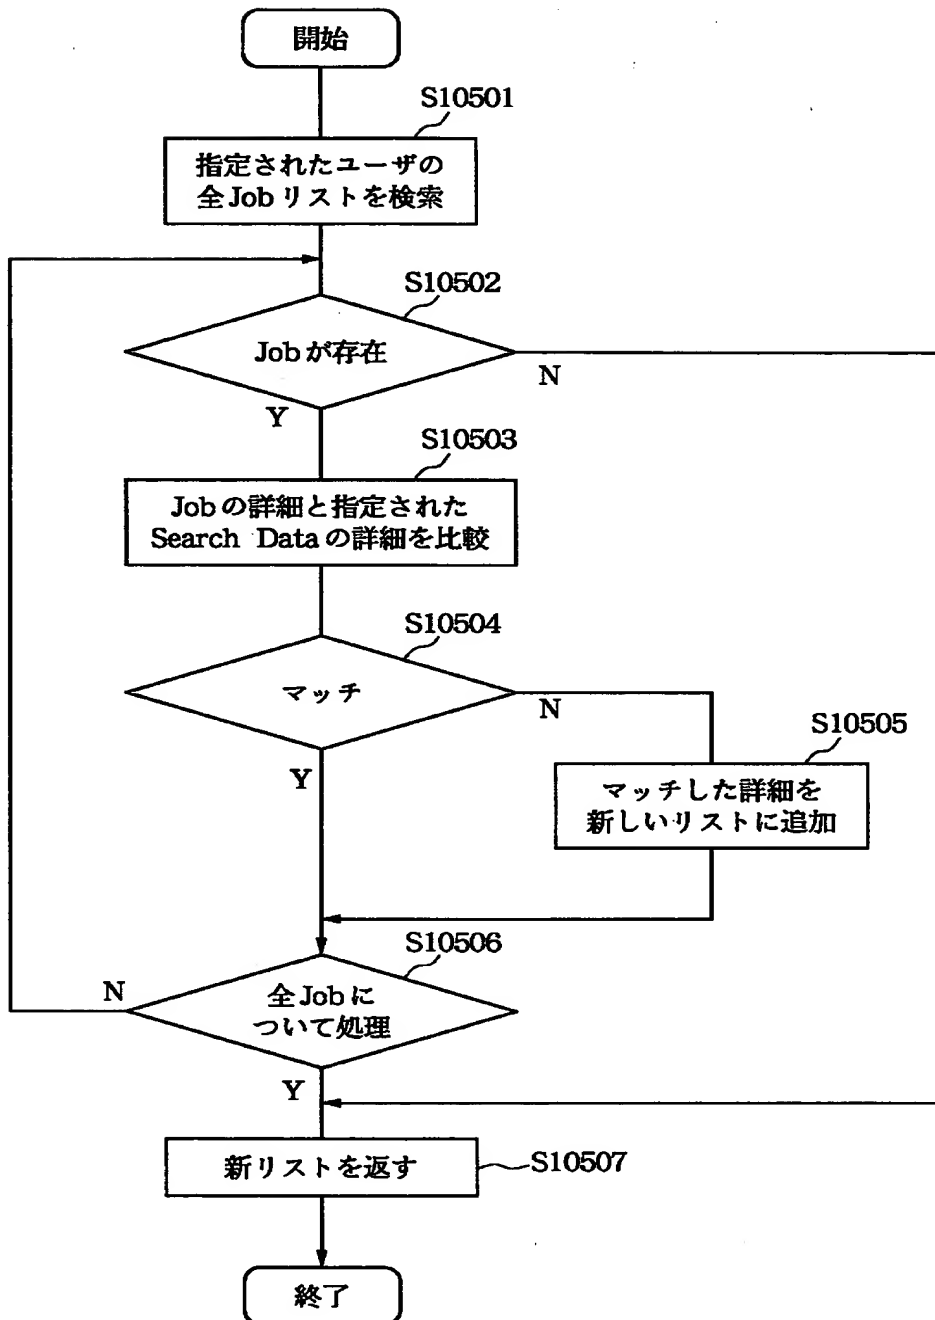 開始
S10501
指定されたユーザの
全Jobリストを検索
S10502
Jobが存在
N
Y
S10503
Jobの詳細と指定された
Search Dataの詳細を比較
S10504
マッチ
N
Y
S10505
マッチした詳細を
新しいリストに追加
S10506
全Jobに
ついて処理
N
Y
新リストを返す
S10507
終了